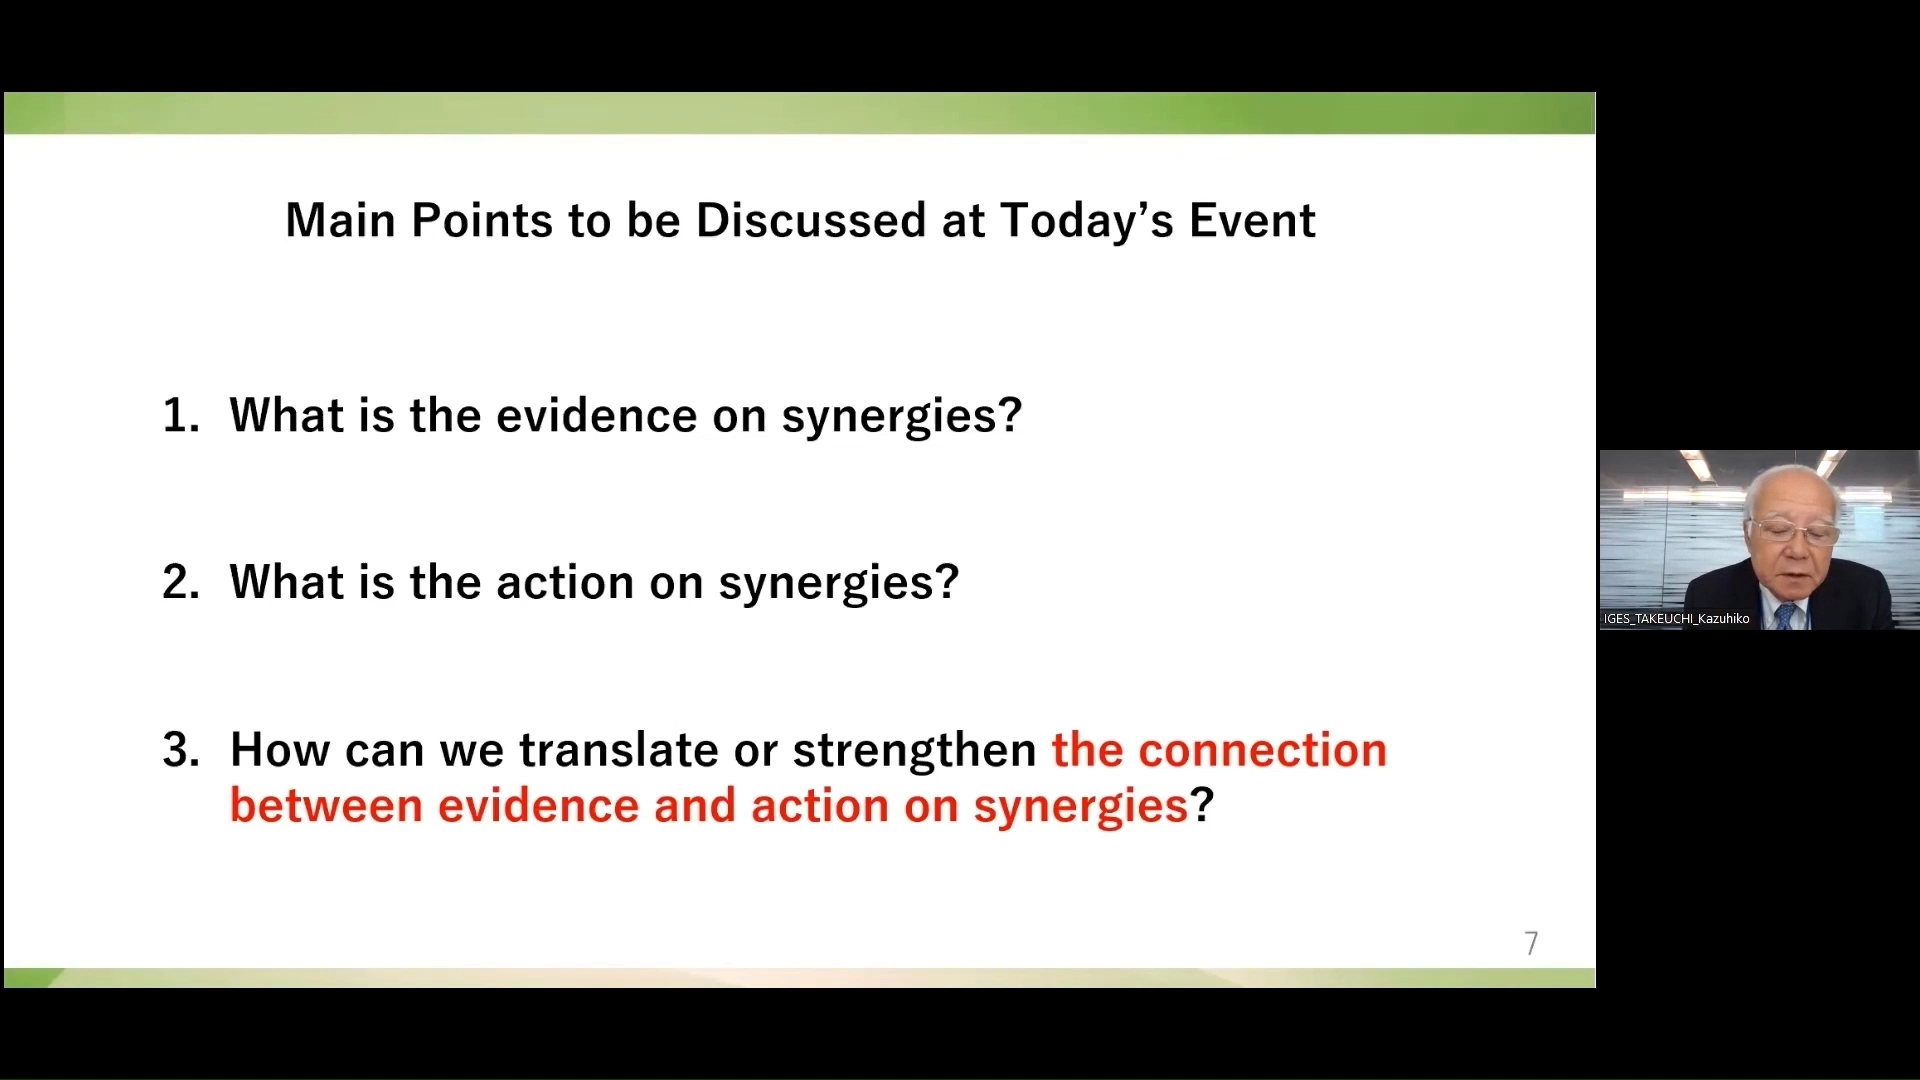 Main Points to be Discussed at Today’s Event
1. What is the evidence on synergies?
2. What is the action on synergies?
3. How can we translate or strengthen the connection
between evidence and action on synergies?
7
IGES_TAKEUCHI_Kazuhiko